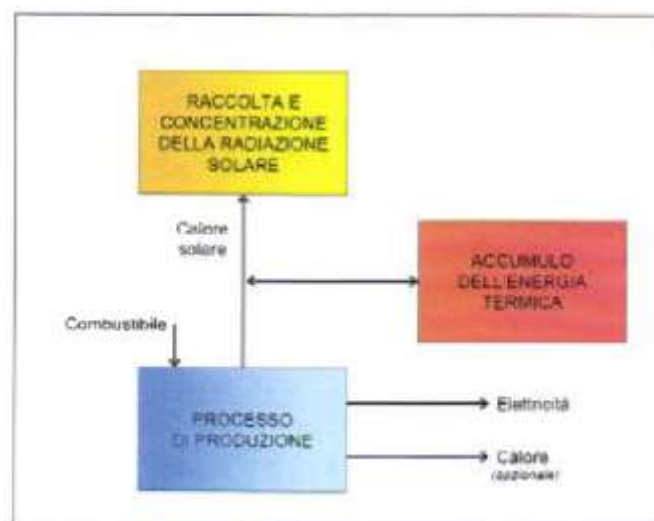 RACCOLTA E
CONCENTRAZIONE
DELLA RADIAZIONE
SOLARE
Calore
solare
ACCUMULO
DELL'ENERGIA
TERMICA
Combustibile
PROCESSO
DI PRODUZIONE
Elettricità
Calore
(opzionale)